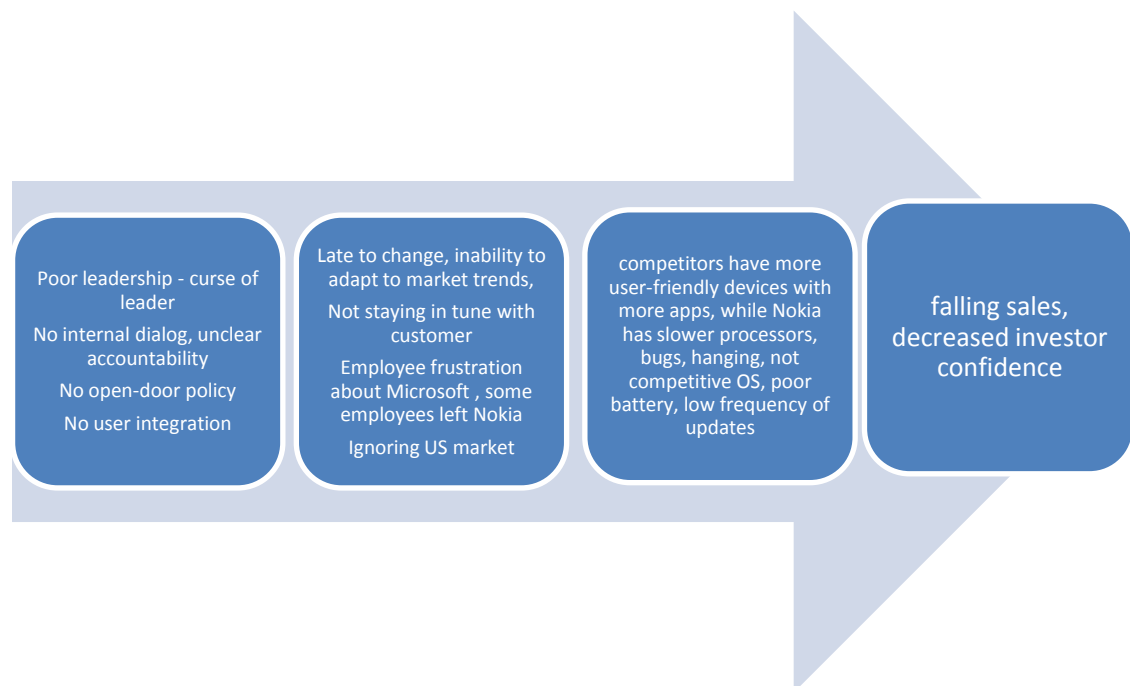 Poor leadership - curse of
leader
No internal dialog, unclear
accountability
No open-door policy
No user integration
Late to change, inability to
adapt to market trends,
Not staying in tune with
customer
Employee frustration
about Microsoft , some
employees left Nokia
Ignoring US market
competitors have more
user-friendly devices with
more apps, while Nokia
has slower processors,
bugs, hanging, not
competitive OS, poor
battery, low frequency of
updates
falling sales,
decreased investor
confidence